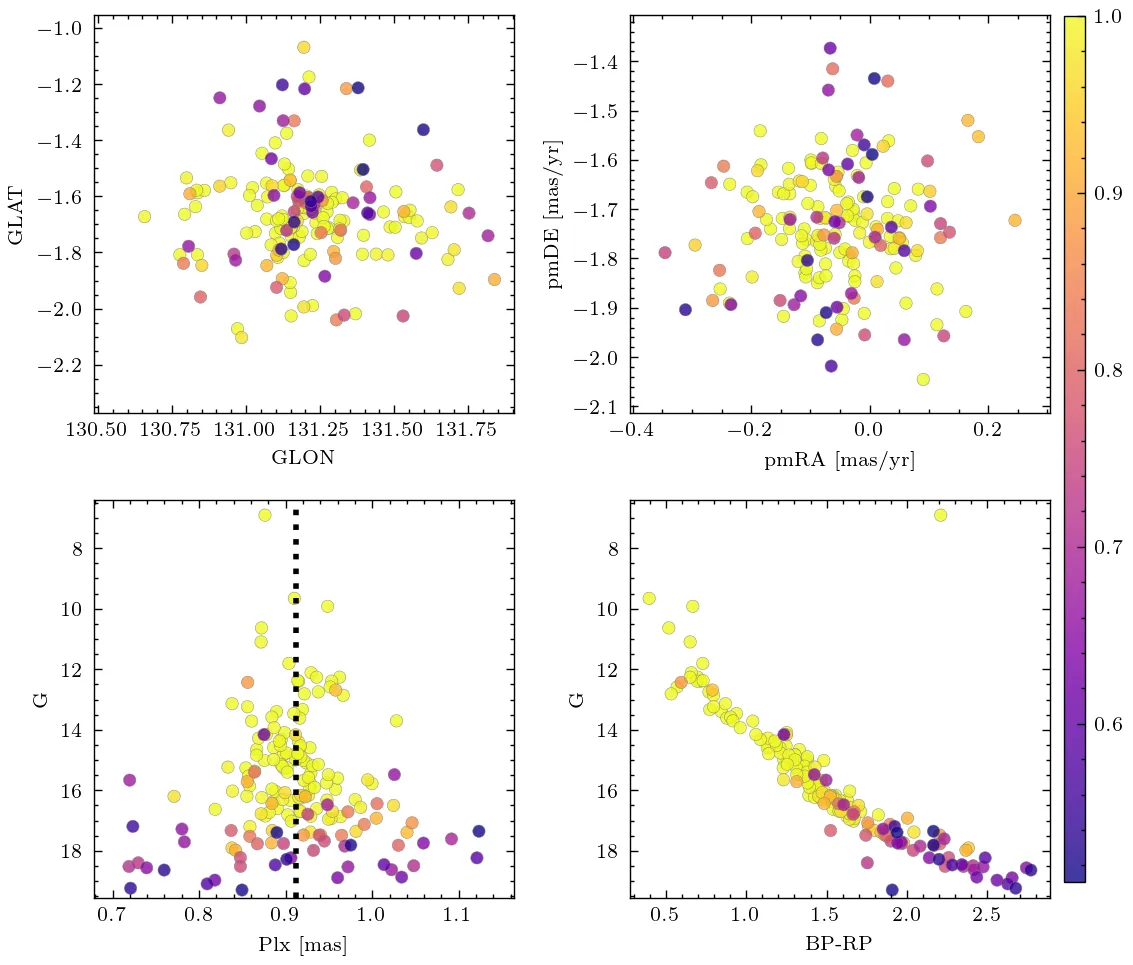 −1.0
−1.2
−1.4
−1.6
−1.8
−2.0
−2.2
GLAT
130.50 130.75 131.00 131.25 131.50 131.75
GLON
−1.4
−1.5
−1.6
−1.7
−1.8
−1.9
−2.0
−2.1
pmDE [mas/yr]
−0.4 −0.2 0.0 0.2
pmRA [mas/yr]
1.0
0.9
0.8
0.7
0.6
8
10
12
14
16
18
G
0.7 0.8 0.9 1.0 1.1
Plx [mas]
8
10
12
14
16
18
G
0.5 1.0 1.5 2.0 2.5
BP-RP